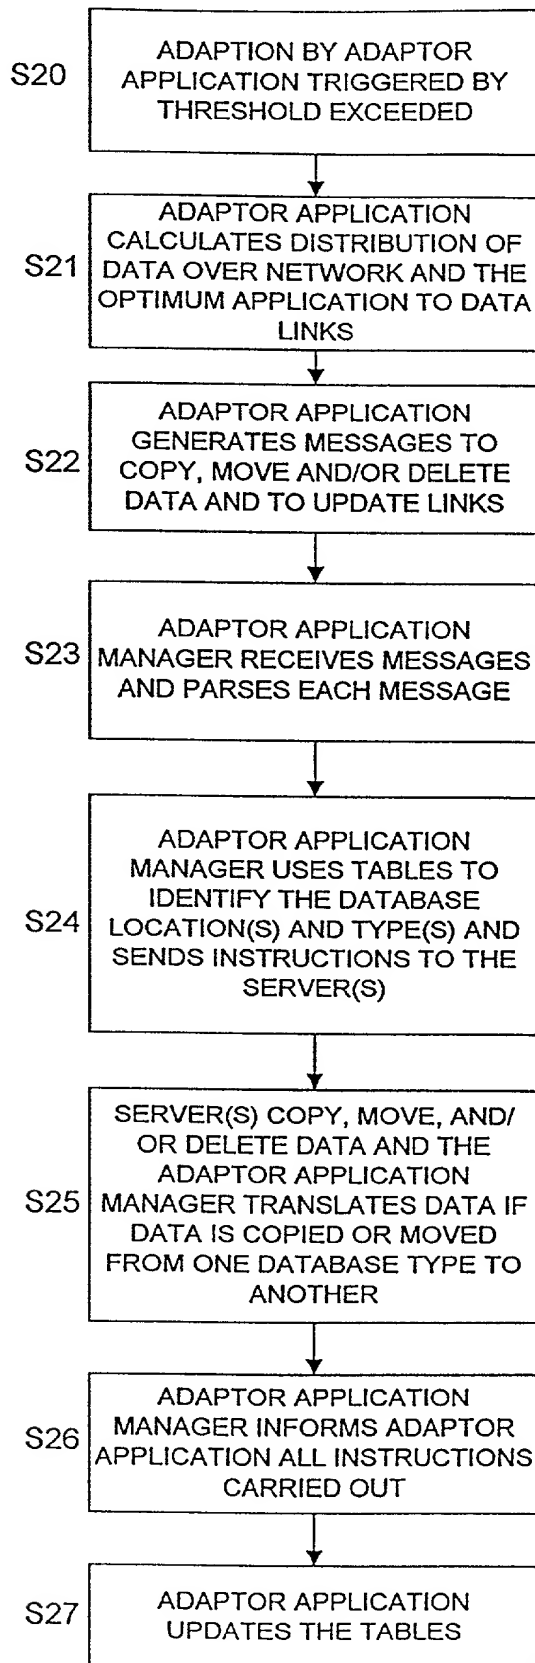 S20
ADAPTION BY ADAPTOR
APPLICATION TRIGGERED BY
THRESHOLD EXCEEDED
S21
ADAPTOR APPLICATION
CALCULATES DISTRIBUTION OF
DATA OVER NETWORK AND THE
OPTIMUM APPLICATION TO DATA
LINKS
S22
ADAPTOR APPLICATION
GENERATES MESSAGES TO
COPY, MOVE AND/OR DELETE
DATA AND TO UPDATE LINKS
S23
ADAPTOR APPLICATION
MANAGER RECEIVES MESSAGES
AND PARSES EACH MESSAGE
S24
ADAPTOR APPLICATION
MANAGER USES TABLES TO
IDENTIFY THE DATABASE
LOCATION(S) AND TYPE(S) AND
SENDS INSTRUCTIONS TO THE
SERVER(S)
S25
SERVER(S) COPY, MOVE, AND/
OR DELETE DATA AND THE
ADAPTOR APPLICATION
MANAGER TRANSLATES DATA IF
DATA IS COPIED OR MOVED
FROM ONE DATABASE TYPE TO
ANOTHER
S26
ADAPTOR APPLICATION
MANAGER INFORMS ADAPTOR
APPLICATION ALL INSTRUCTIONS
CARRIED OUT
S27
ADAPTOR APPLICATION
UPDATES THE TABLES